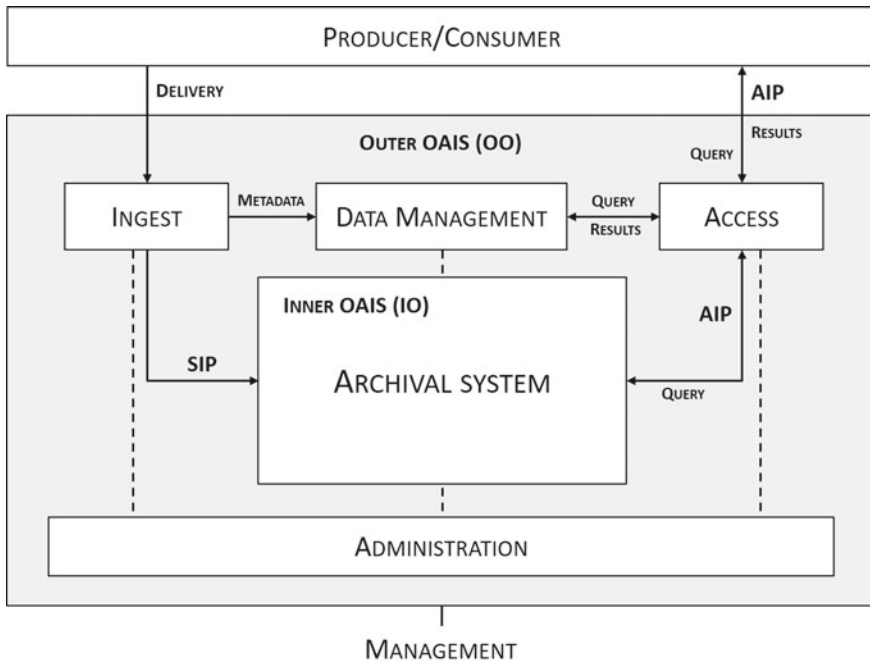 PRODUCER/CONSUMER
DELIVERY
AIP
RESULTS
QUERY
OUTER OAIS (OO)
INGEST
METADATA
DATA MANAGEMENT
QUERY
RESULTS
ACCESS
INNER OAIS (IO)
ARCHIVAL SYSTEM
SIP
AIP
QUERY
ADMINISTRATION
MANAGEMENT